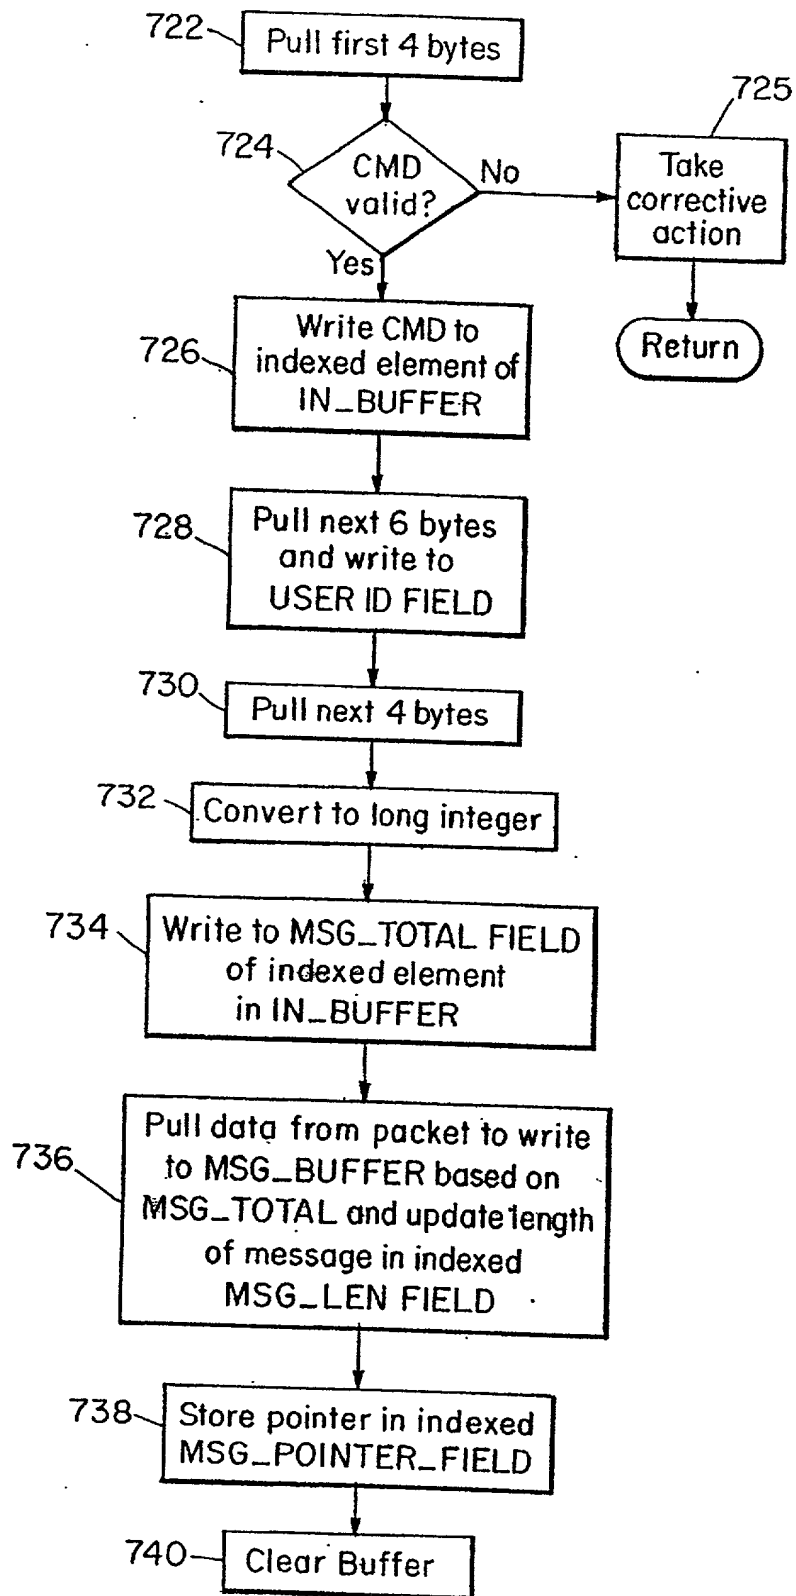 722
Pull first 4 bytes
725
724
CMD
valid?
No
Take
corrective
action
Yes
Return
726
Write CMD to
indexed element of
IN_BUFFER
728
Pull next 6 bytes
and write to
USER ID FIELD
730
Pull next 4 bytes
732
Convert to long integer
734
Write to MSG_TOTAL FIELD
of indexed element
in IN_BUFFER
736
Pull data from packet to write
to MSG_BUFFER based on
MSG_TOTAL and update length
of message in indexed
MSG_LEN FIELD
738
Store pointer in indexed
MSG_POINTER_FIELD
740
Clear Buffer